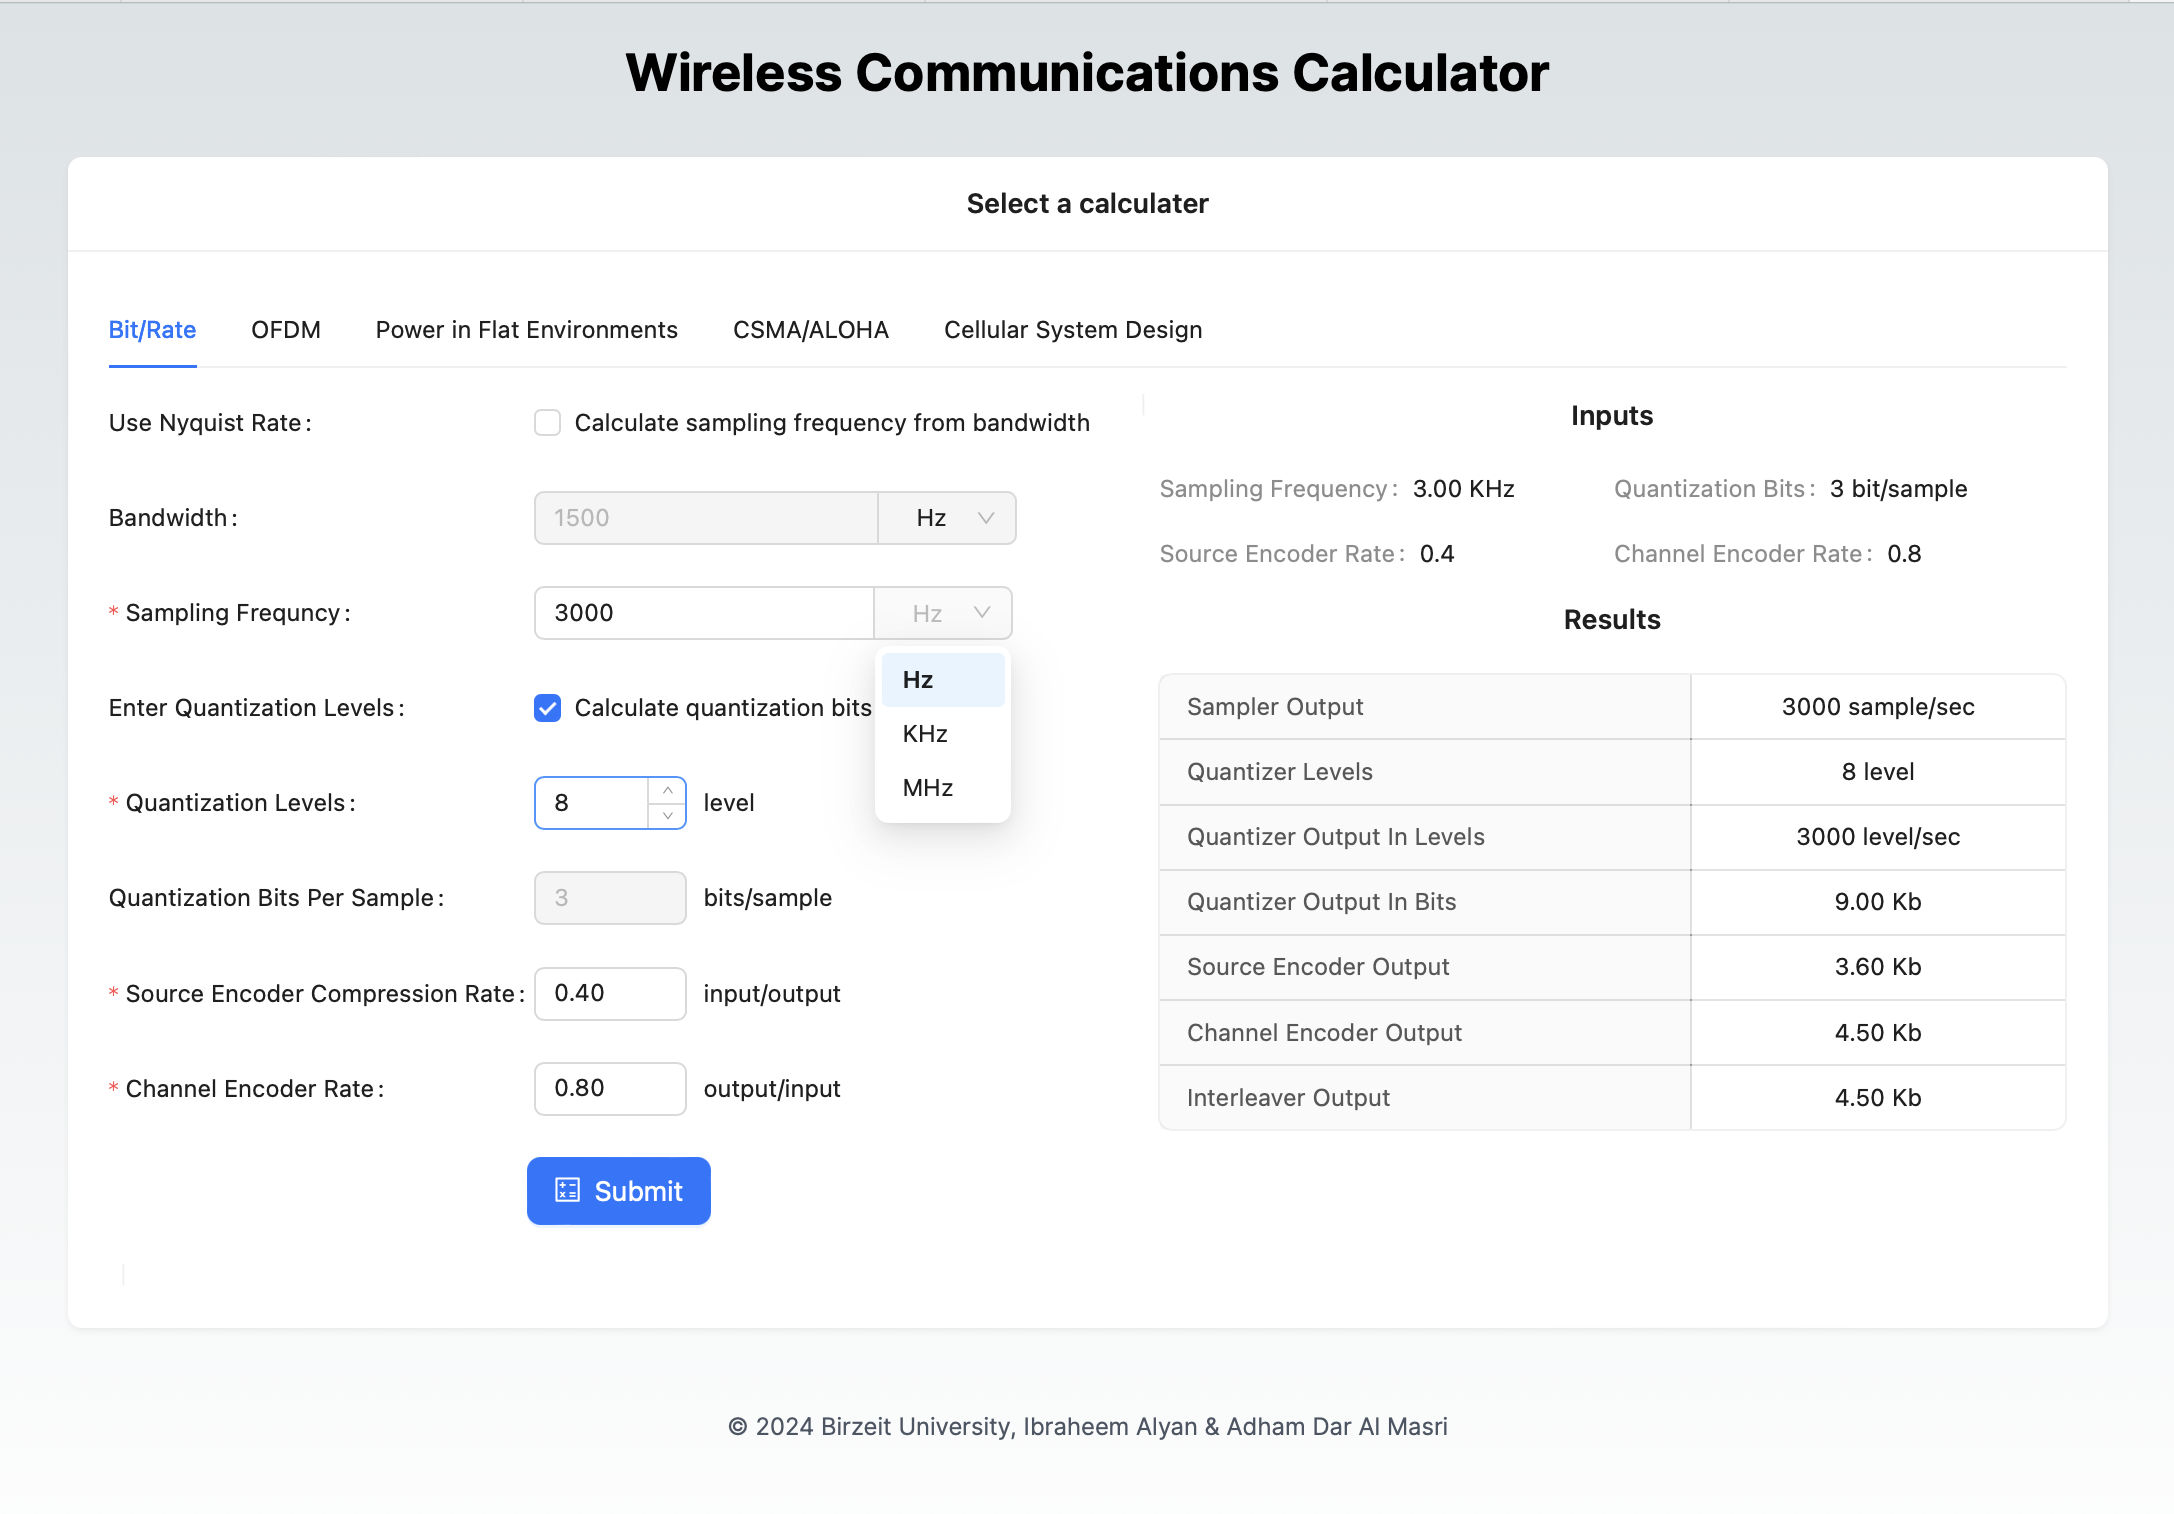 Wireless Communications Calculator
Select a calculater
Bit/Rate OFDM Power in Flat Environments CSMA/ALOHA Cellular System Design
Use Nyquist Rate: Calculate sampling frequency from bandwidth
Bandwidth: 1500 Hz
* Sampling Frequncy: 3000 Hz
Hz
KHz
MHz
Enter Quantization Levels: Calculate quantization bits
* Quantization Levels: 8 level
Quantization Bits Per Sample: 3 bits/sample
* Source Encoder Compression Rate: 0.40 input/output
* Channel Encoder Rate: 0.80 output/input
Submit
Inputs
Sampling Frequency: 3.00 KHz Quantization Bits: 3 bit/sample
Source Encoder Rate: 0.4 Channel Encoder Rate: 0.8
Results
Sampler Output 3000 sample/sec
Quantizer Levels 8 level
Quantizer Output In Levels 3000 level/sec
Quantizer Output In Bits 9.00 Kb
Source Encoder Output 3.60 Kb
Channel Encoder Output 4.50 Kb
Interleaver Output 4.50 Kb
© 2024 Birzeit University, Ibraheem Alyan & Adham Dar Al Masri